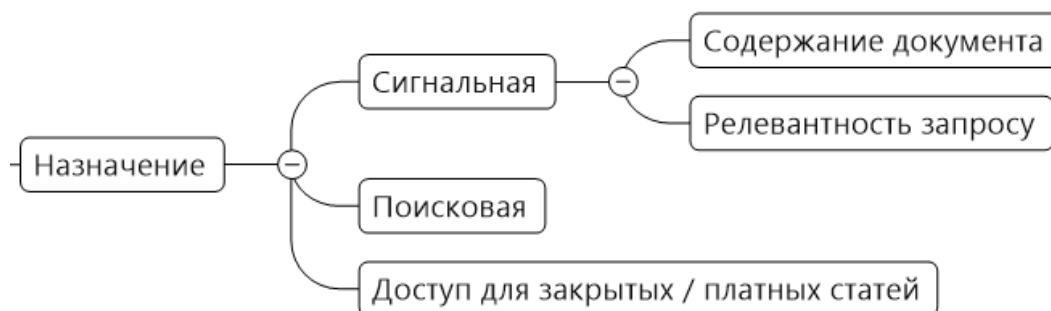 Назначение
Сигнальная
Содержание документа
Релевантность запросу
Поисковая
Доступ для закрытых / платных статей